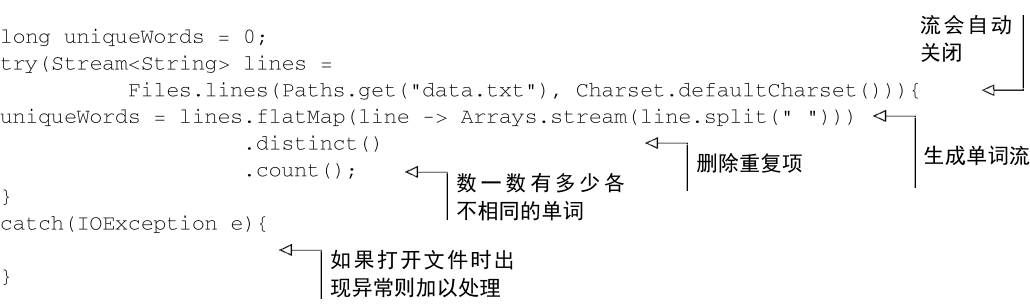 long uniqueWords = 0;
try(Stream<String> lines =
Files.lines(Paths.get("data.txt"), Charset.defaultCharset())){
流会自动
关闭
uniqueWords = lines.flatMap(line -> Arrays.stream(line.split(" ")))
生成单词流
.distinct()
删除重复项
.count();
数一数有多少各
不相同的单词
}
catch(IOException e){
如果打开文件时出
现异常则加以处理
}